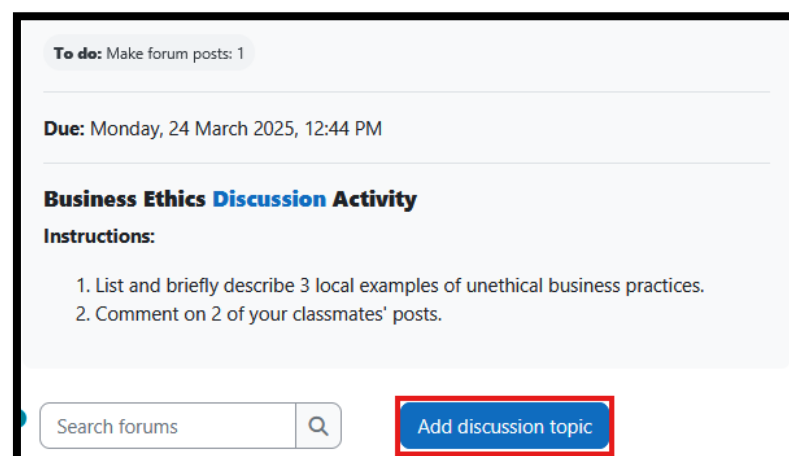 To do: Make forum posts: 1
Due: Monday, 24 March 2025, 12:44 PM
Business Ethics Discussion Activity
Instructions:
1. List and briefly describe 3 local examples of unethical business practices.
2. Comment on 2 of your classmates' posts.
Search forums
Add discussion topic